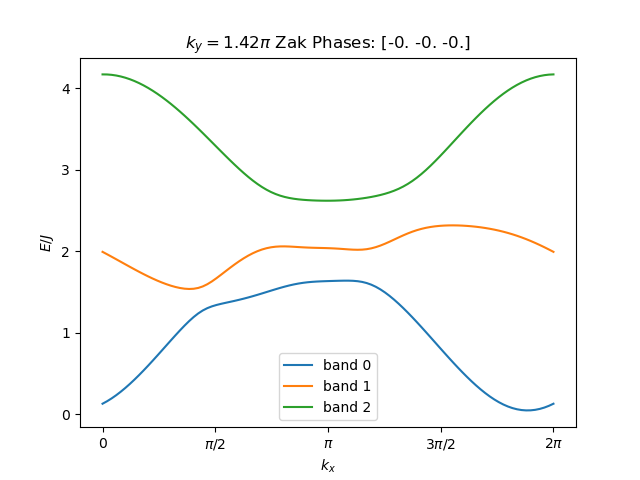 k_y = 1.42π Zak Phases: [-0. -0. -0.]
4
3
2
1
0
E/J
band 0
band 1
band 2
0
π/2
π
3π/2
2π
k_x